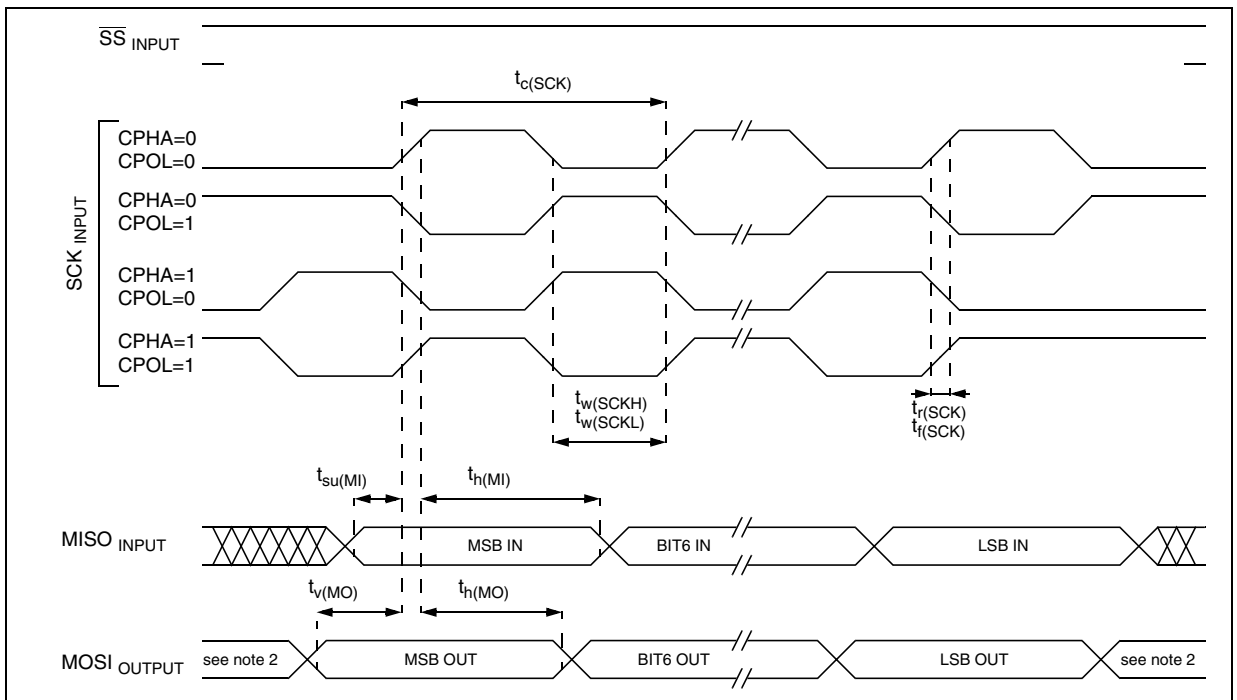 SS INPUT
tc(SCK)
SCK INPUT
CPHA=0
CPOL=0
CPHA=0
CPOL=1
CPHA=1
CPOL=0
CPHA=1
CPOL=1
tw(SCKH)
tw(SCKL)
tr(SCK)
tf(SCK)
tsu(MI)
th(MI)
MISO INPUT
MSB IN
BIT6 IN
LSB IN
tv(MO)
th(MO)
MOSI OUTPUT
see note 2
MSB OUT
BIT6 OUT
LSB OUT
see note 2